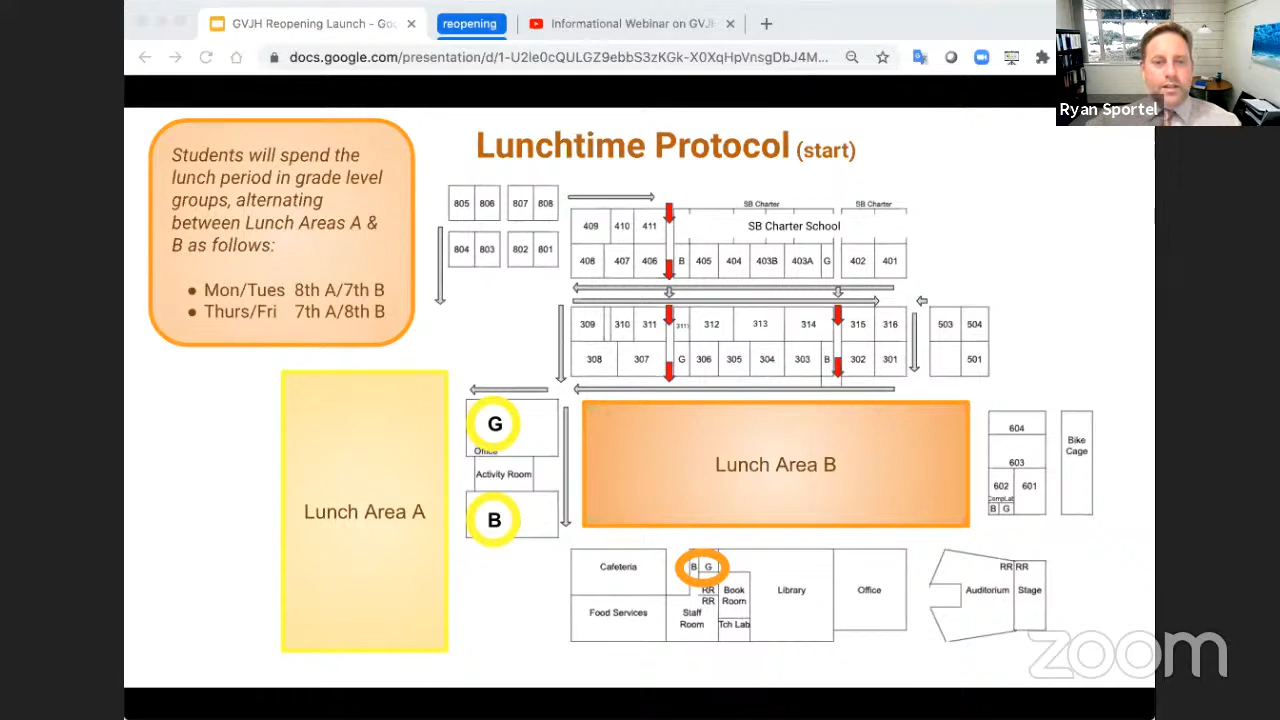 GVJH Reopening Launch - Goo
reopening
Informational Webinar on GVJH
docs.google.com/presentation/d/1-U2le0cQULGZ9ebbS3zKGk-X0XqHpVnsgDbJ4M...
Ryan Sportel
Lunchtime Protocol (start)
Students will spend the
lunch period in grade level
groups, alternating
between Lunch Areas A &
B as follows:
● Mon/Tues 8th A/7th B
● Thurs/Fri 7th A/8th B
805 806 807 808
804 803 802 801
SB Charter SB Charter
409 410 411 SB Charter School
408 407 406 B 405 404 403B 403A G 402 401
309 310 311 312 313 314 315 316
308 307 G 306 305 304 303 B 302 301
503 504
501
Lunch Area A
G
Office
Activity Room
B
Lunch Area B
604
603
602 601
CompLab
B G
Bike
Cage
Cafeteria
Food Services
B G
RR
RR
Staff
Room
Book
Room
Tch Lab
Library
Office
RR RR
Auditorium Stage
zoom